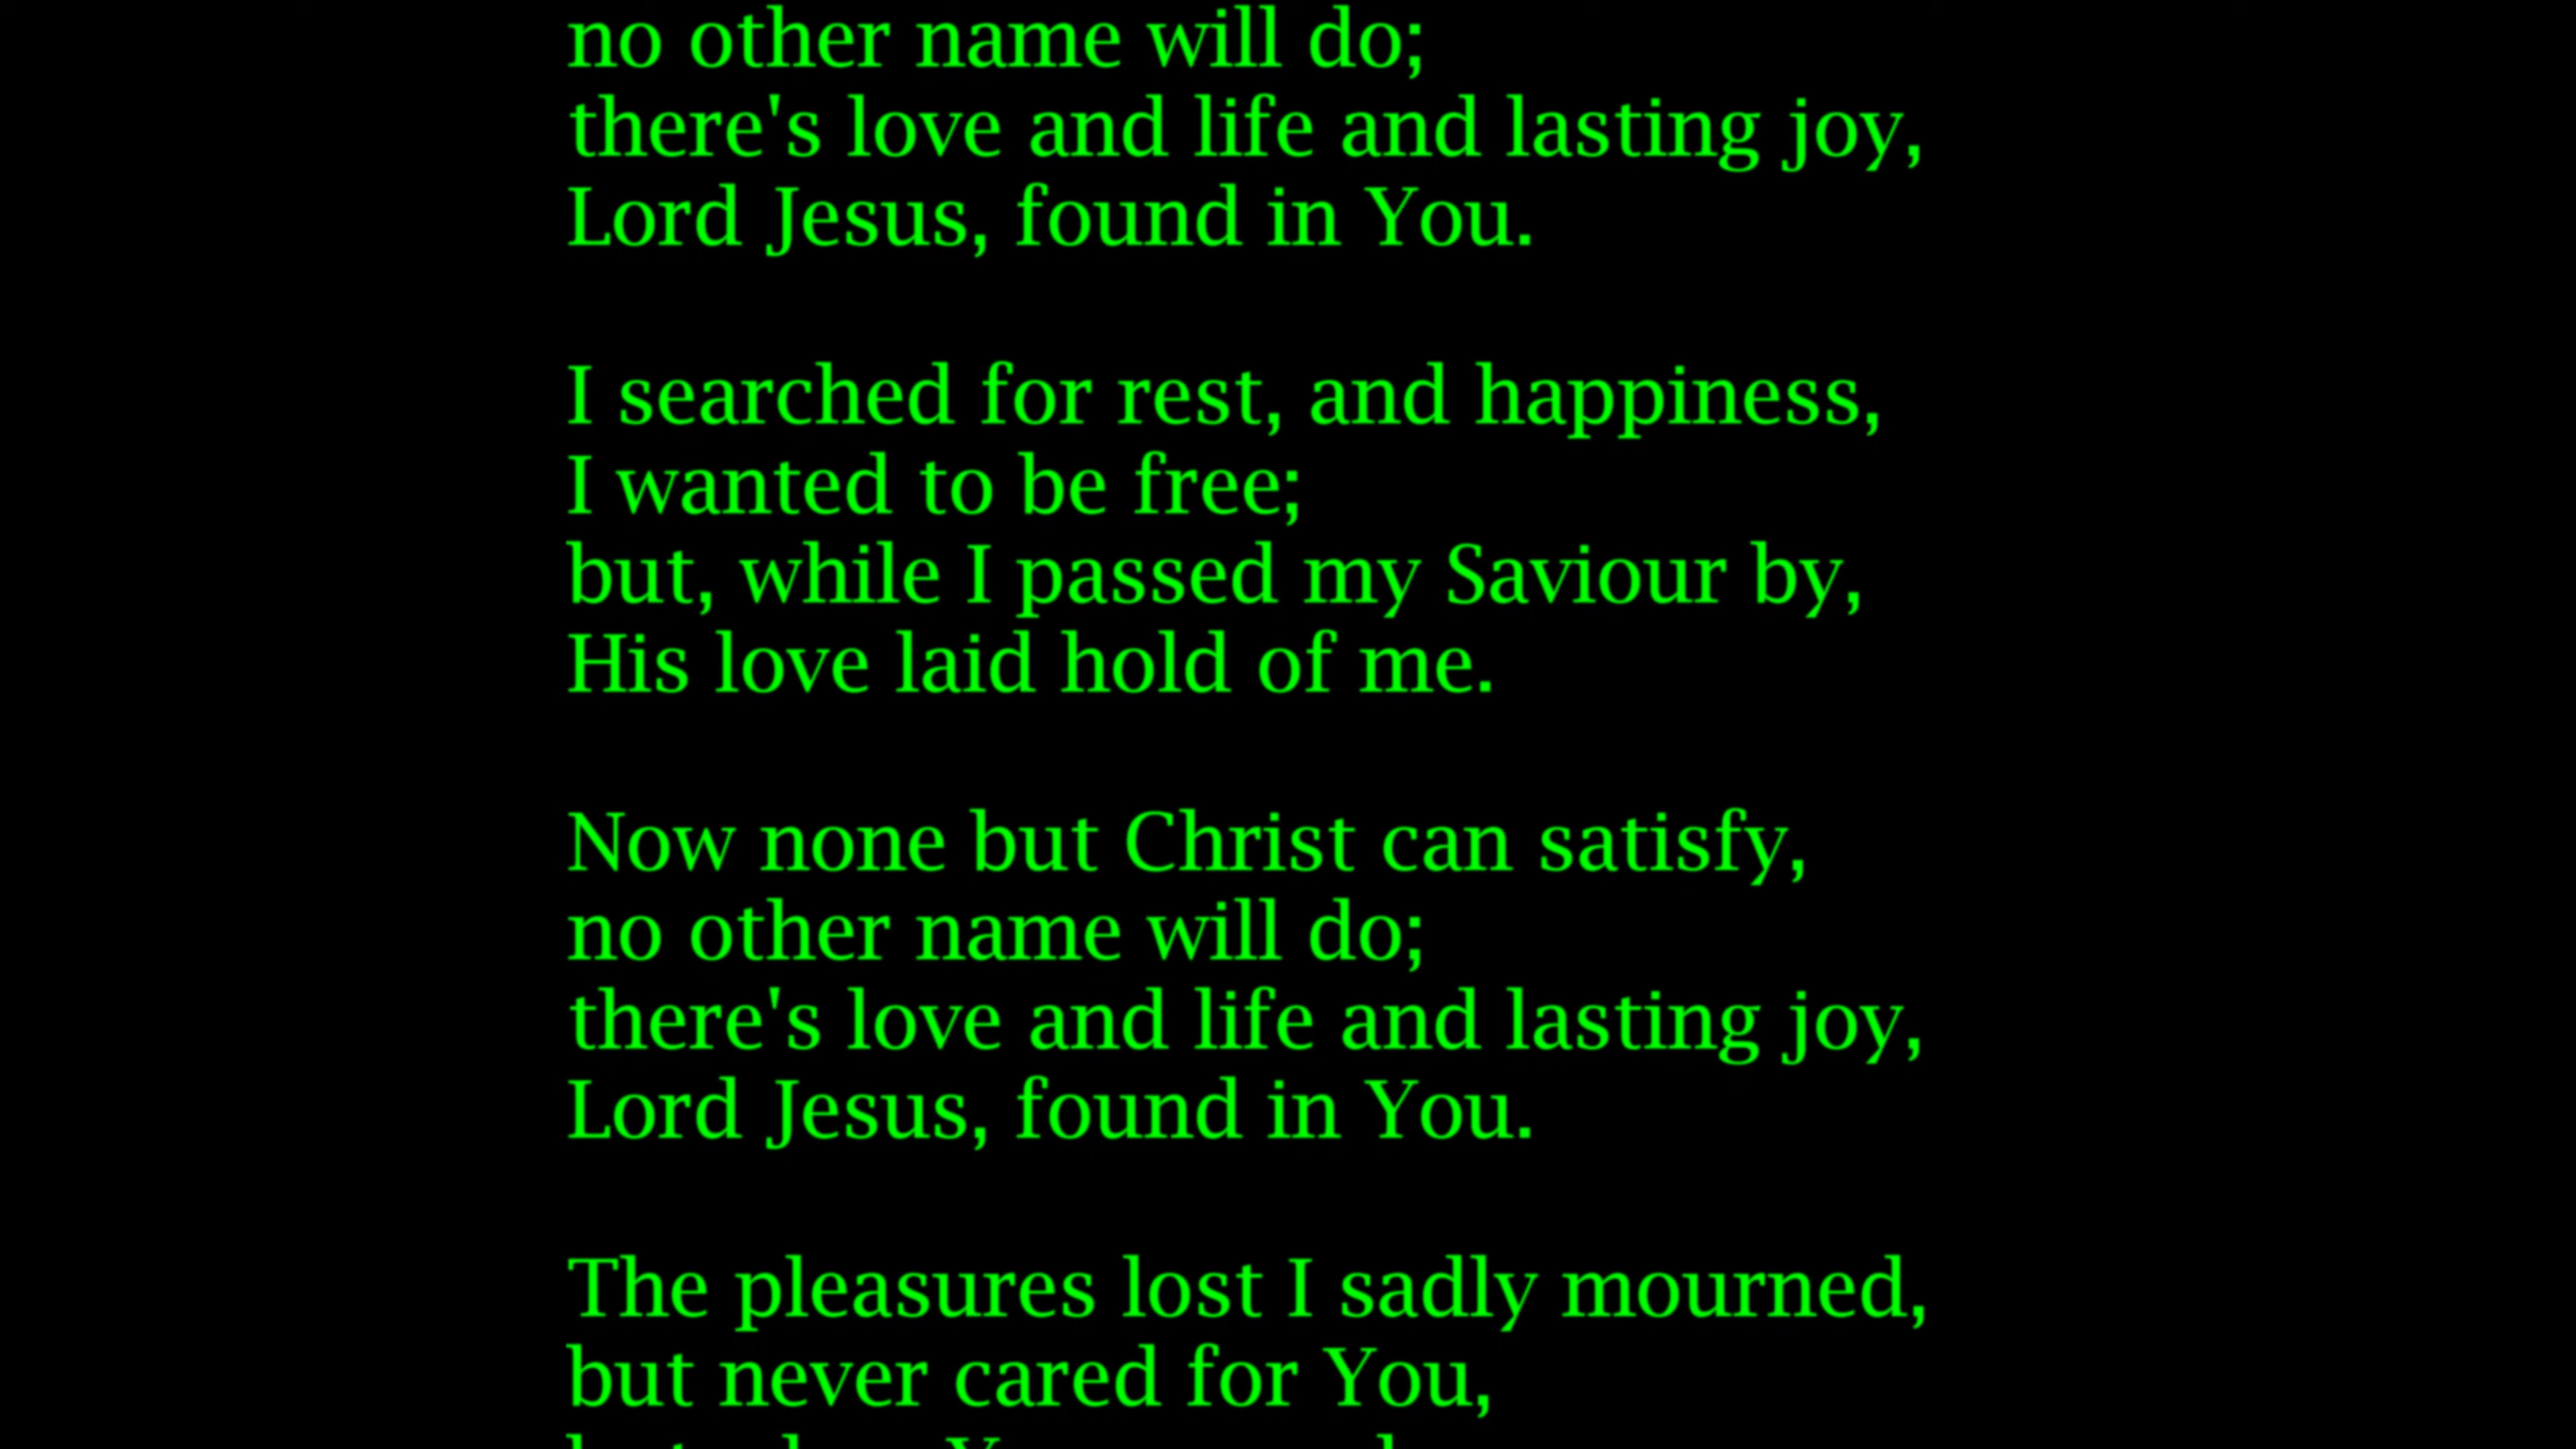 no other name will do;
there's love and life and lasting joy,
Lord Jesus, found in You.
I searched for rest, and happiness,
I wanted to be free;
but, while I passed my Saviour by,
His love laid hold of me.
Now none but Christ can satisfy,
no other name will do;
there's love and life and lasting joy,
Lord Jesus, found in You.
The pleasures lost I sadly mourned,
but never cared for You,